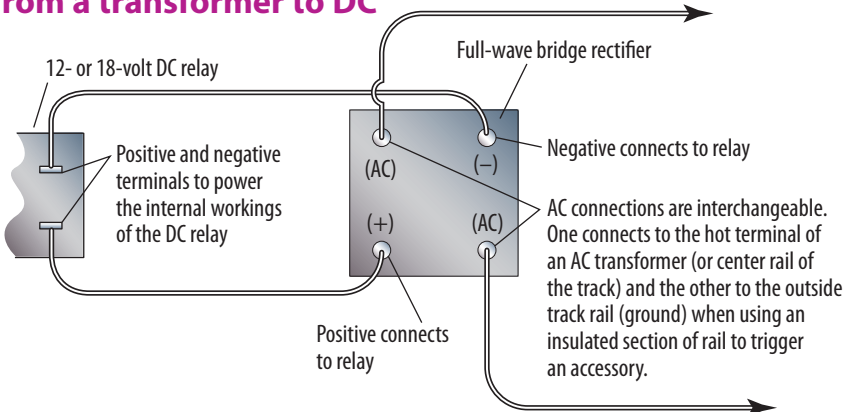 rom a transformer to DC
12- or 18-volt DC relay
Full-wave bridge rectifier
Positive and negative
terminals to power
the internal workings
of the DC relay
(AC)
(–)
(+)
(AC)
Negative connects to relay
AC connections are interchangeable.
One connects to the hot terminal of
an AC transformer (or center rail of
the track) and the other to the outside
track rail (ground) when using an
insulated section of rail to trigger
an accessory.
Positive connects
to relay